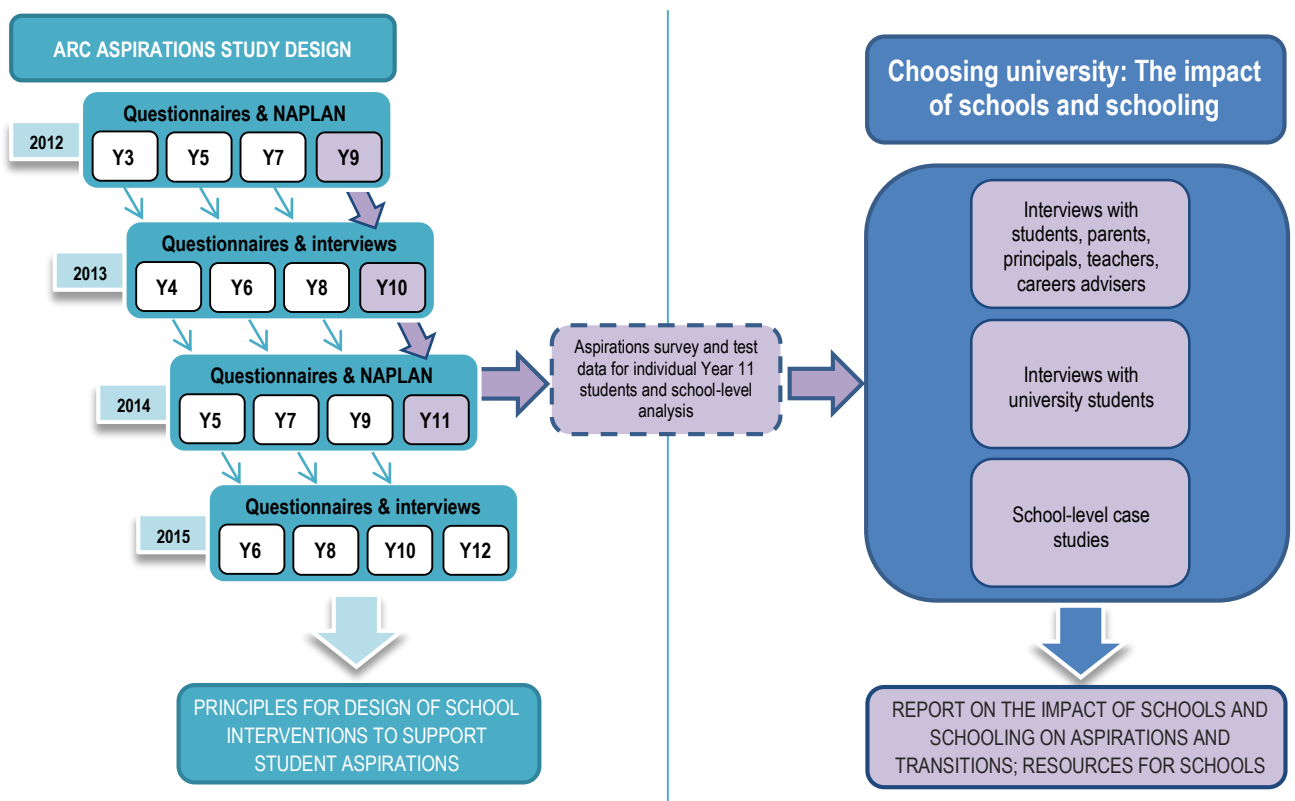 ARC ASPIRATIONS STUDY DESIGN
Questionnaires & NAPLAN
2012
Y3 Y5 Y7 Y9
Questionnaires & interviews
2013
Y4 Y6 Y8 Y10
Questionnaires & NAPLAN
2014
Y5 Y7 Y9 Y11
Questionnaires & interviews
2015
Y6 Y8 Y10 Y12
PRINCIPLES FOR DESIGN OF SCHOOL
INTERVENTIONS TO SUPPORT
STUDENT ASPIRATIONS
Aspirations survey and test
data for individual Year 11
students and school-level
analysis
Choosing university: The impact
of schools and schooling
Interviews with
students, parents,
principals, teachers,
careers advisers
Interviews with
university students
School-level case
studies
REPORT ON THE IMPACT OF SCHOOLS AND
SCHOOLING ON ASPIRATIONS AND
TRANSITIONS; RESOURCES FOR SCHOOLS